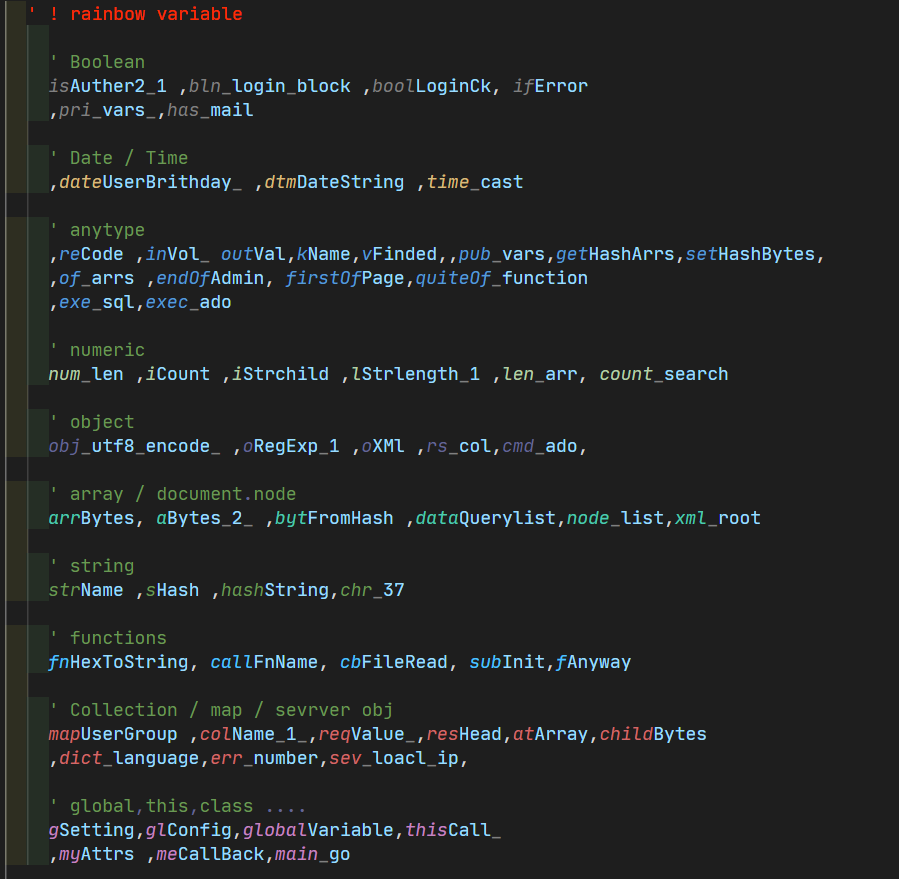 ' ! rainbow variable
' Boolean
isAuther2_1 ,bln_login_block ,boolLoginCk, ifError
,pri_vars_,has_mail
' Date / Time
,dateUserBrithday_ ,dtmDateString ,time_cast
' anytype
,reCode ,inVol_ outVal,kName,vFinded,,pub_vars,getHashArrs,setHashBytes,
,of_arrs ,endOfAdmin, firstOfPage,quiteOf_function
,exe_sql,exec_ado
' numeric
num_len ,iCount ,iStrchild ,lStrlength_1 ,len_arr, count_search
' object
obj_utf8_encode_ ,oRegExp_1 ,oXMl ,rs_col,cmd_ado,
' array / document.node
arrBytes, aBytes_2_ ,bytFromHash ,dataQuerylist,node_list,xml_root
' string
strName ,sHash ,hashString,chr_37
' functions
fnHexToString, callFnName, cbFileRead, subInit,fAnyway
' Collection / map / sevrver obj
mapUserGroup ,colName_1_,reqValue_,resHead,atArray,childBytes
,dict_language,err_number,sev_loacl_ip,
' global,this,class ....
gSetting,glConfig,globalVariable,thisCall_
,myAttrs ,meCallBack,main_go